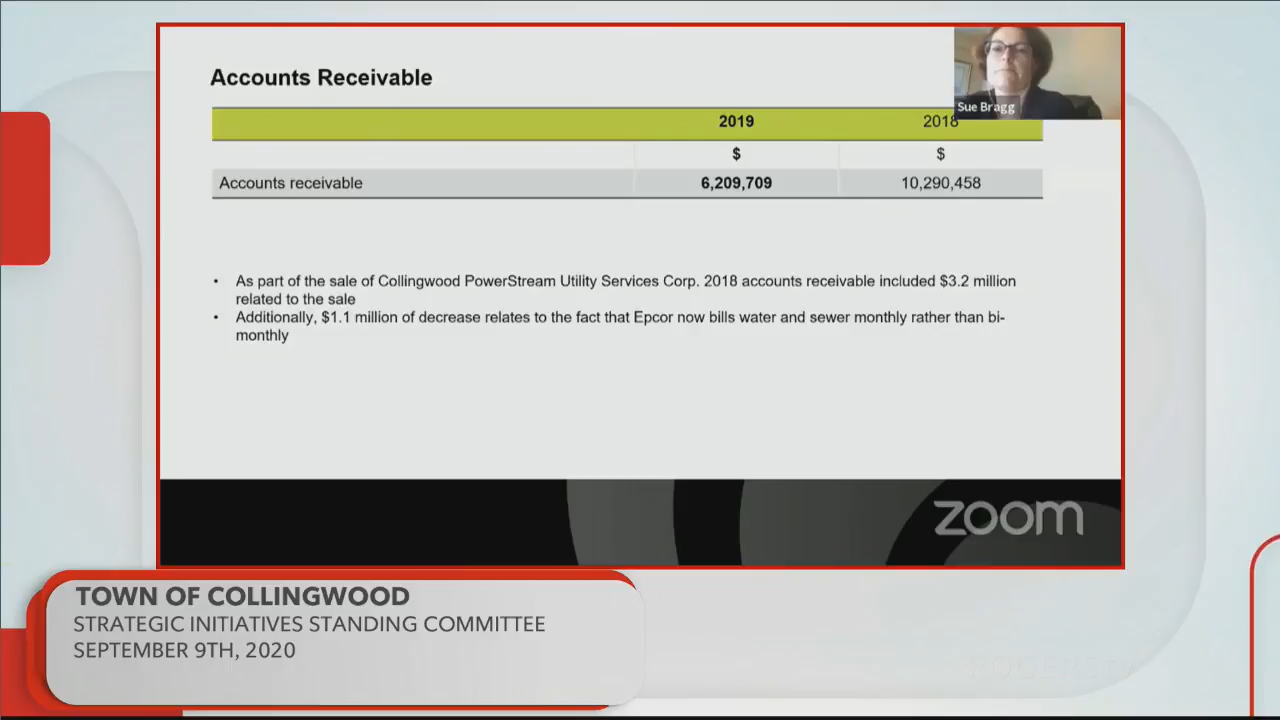 Accounts Receivable
Sue Bragg
2019 2018
$ $
Accounts receivable 6,209,709 10,290,458
• As part of the sale of Collingwood PowerStream Utility Services Corp. 2018 accounts receivable included $3.2 million
related to the sale
• Additionally, $1.1 million of decrease relates to the fact that Epcor now bills water and sewer monthly rather than bi-
monthly
zoom
TOWN OF COLLINGWOOD
STRATEGIC INITIATIVES STANDING COMMITTEE
SEPTEMBER 9TH, 2020